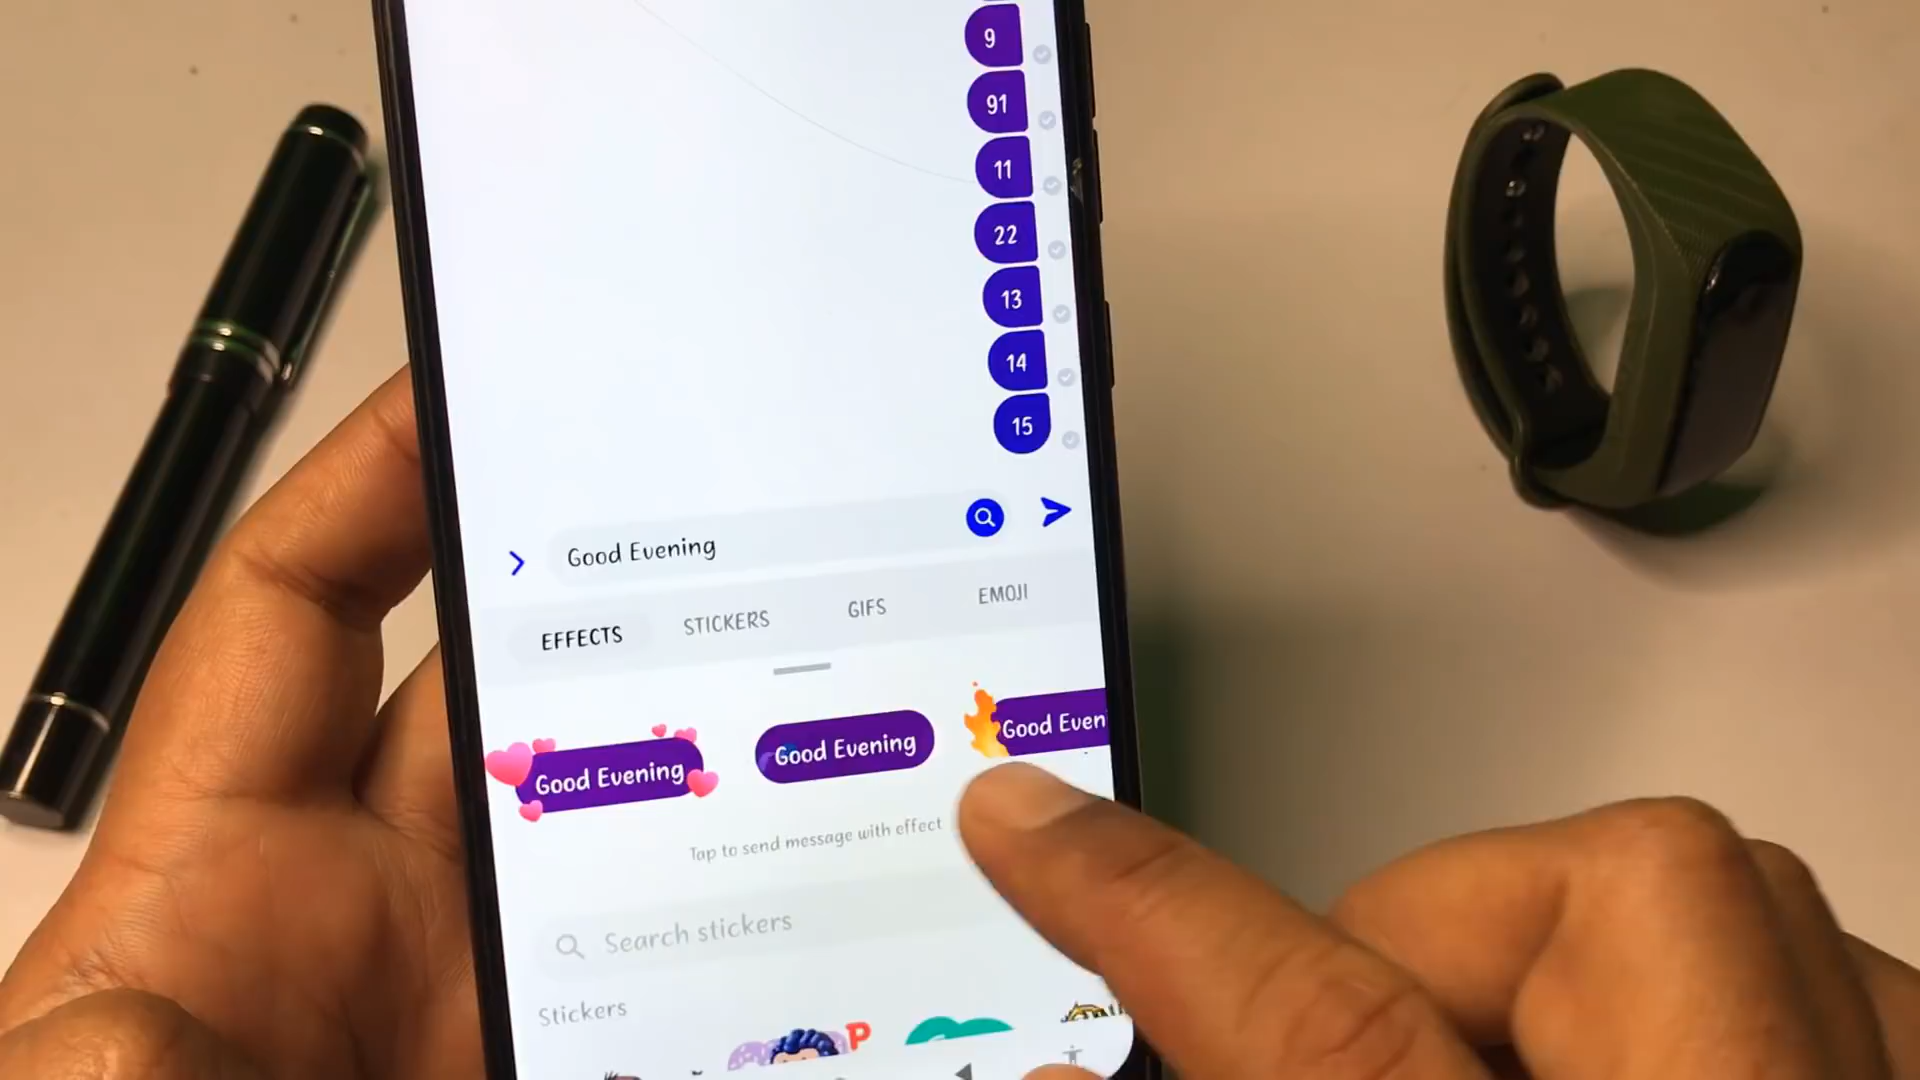 9
91
11
22
13
14
15
Good Evening
EFFECTS STICKERS GIFS EMOJI
Good Evening Good Evening Good Even
Tap to send message with effect
Search stickers
Stickers
P